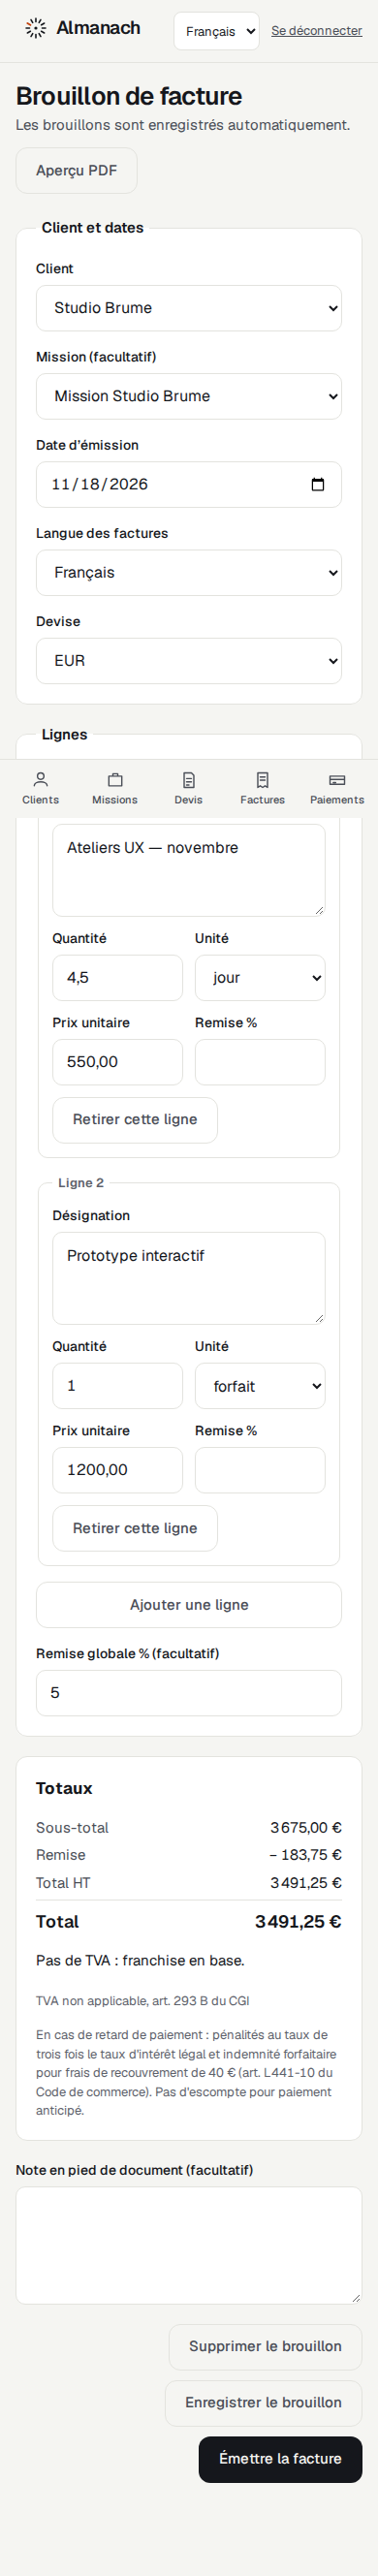 Almanach
Français
Se déconnecter
Brouillon de facture
Les brouillons sont enregistrés automatiquement.
Aperçu PDF
Client et dates
Client
Studio Brume
Mission (facultatif)
Mission Studio Brume
Date d'émission
11/18/2026
Langue des factures
Français
Devise
EUR
Lignes
Clients
Missions
Devis
Factures
Paiements
Ateliers UX — novembre
Quantité
Unité
4,5
jour
Prix unitaire
Remise %
550,00
Retirer cette ligne
Ligne 2
Désignation
Prototype interactif
Quantité
Unité
1
forfait
Prix unitaire
Remise %
1200,00
Retirer cette ligne
Ajouter une ligne
Remise globale % (facultatif)
5
Totaux
Sous-total 3 675,00 €
Remise − 183,75 €
Total HT 3 491,25 €
Total 3 491,25 €
Pas de TVA : franchise en base.
TVA non applicable, art. 293 B du CGI
En cas de retard de paiement : pénalités au taux de
trois fois le taux d'intérêt légal et indemnité forfaitaire
pour frais de recouvrement de 40 € (art. L441-10 du
Code de commerce). Pas d'escompte pour paiement
anticipé.
Note en pied de document (facultatif)
Supprimer le brouillon
Enregistrer le brouillon
Émettre la facture